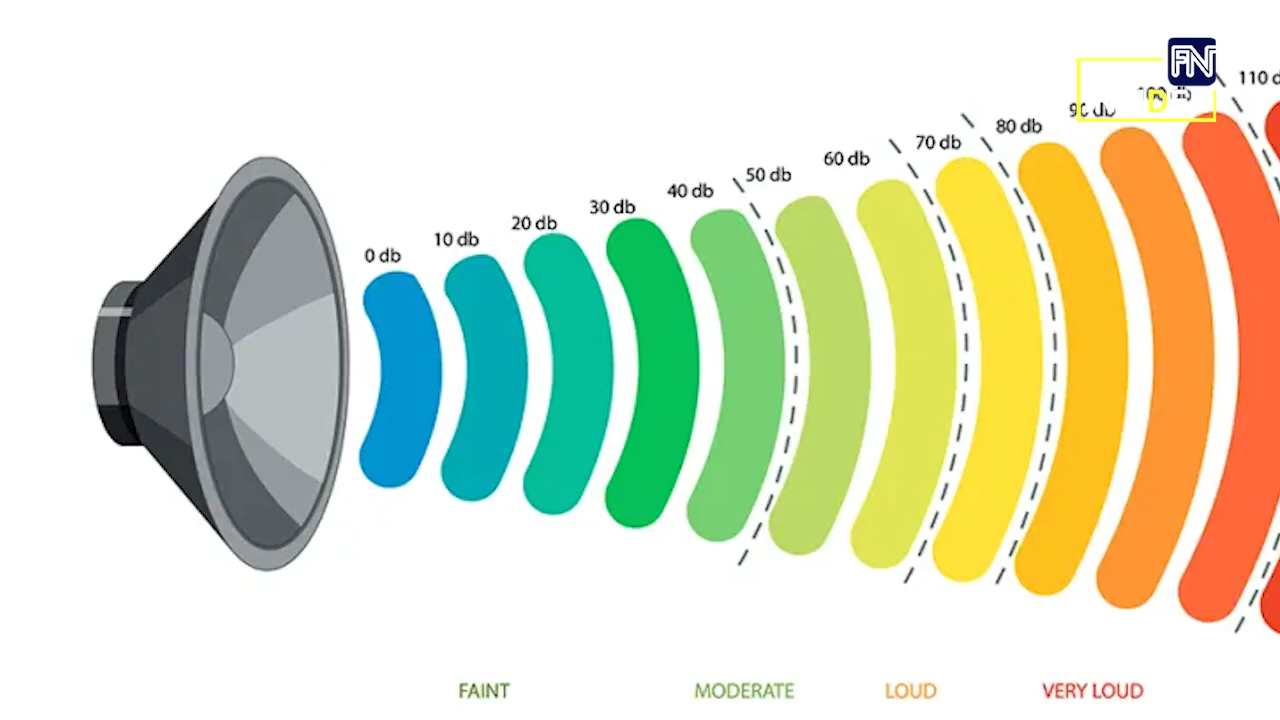 0 db
10 db
20 db
30 db
40 db
50 db
60 db
70 db
80 db
90 db
100 db
110 d
FN
D
FAINT
MODERATE
LOUD
VERY LOUD